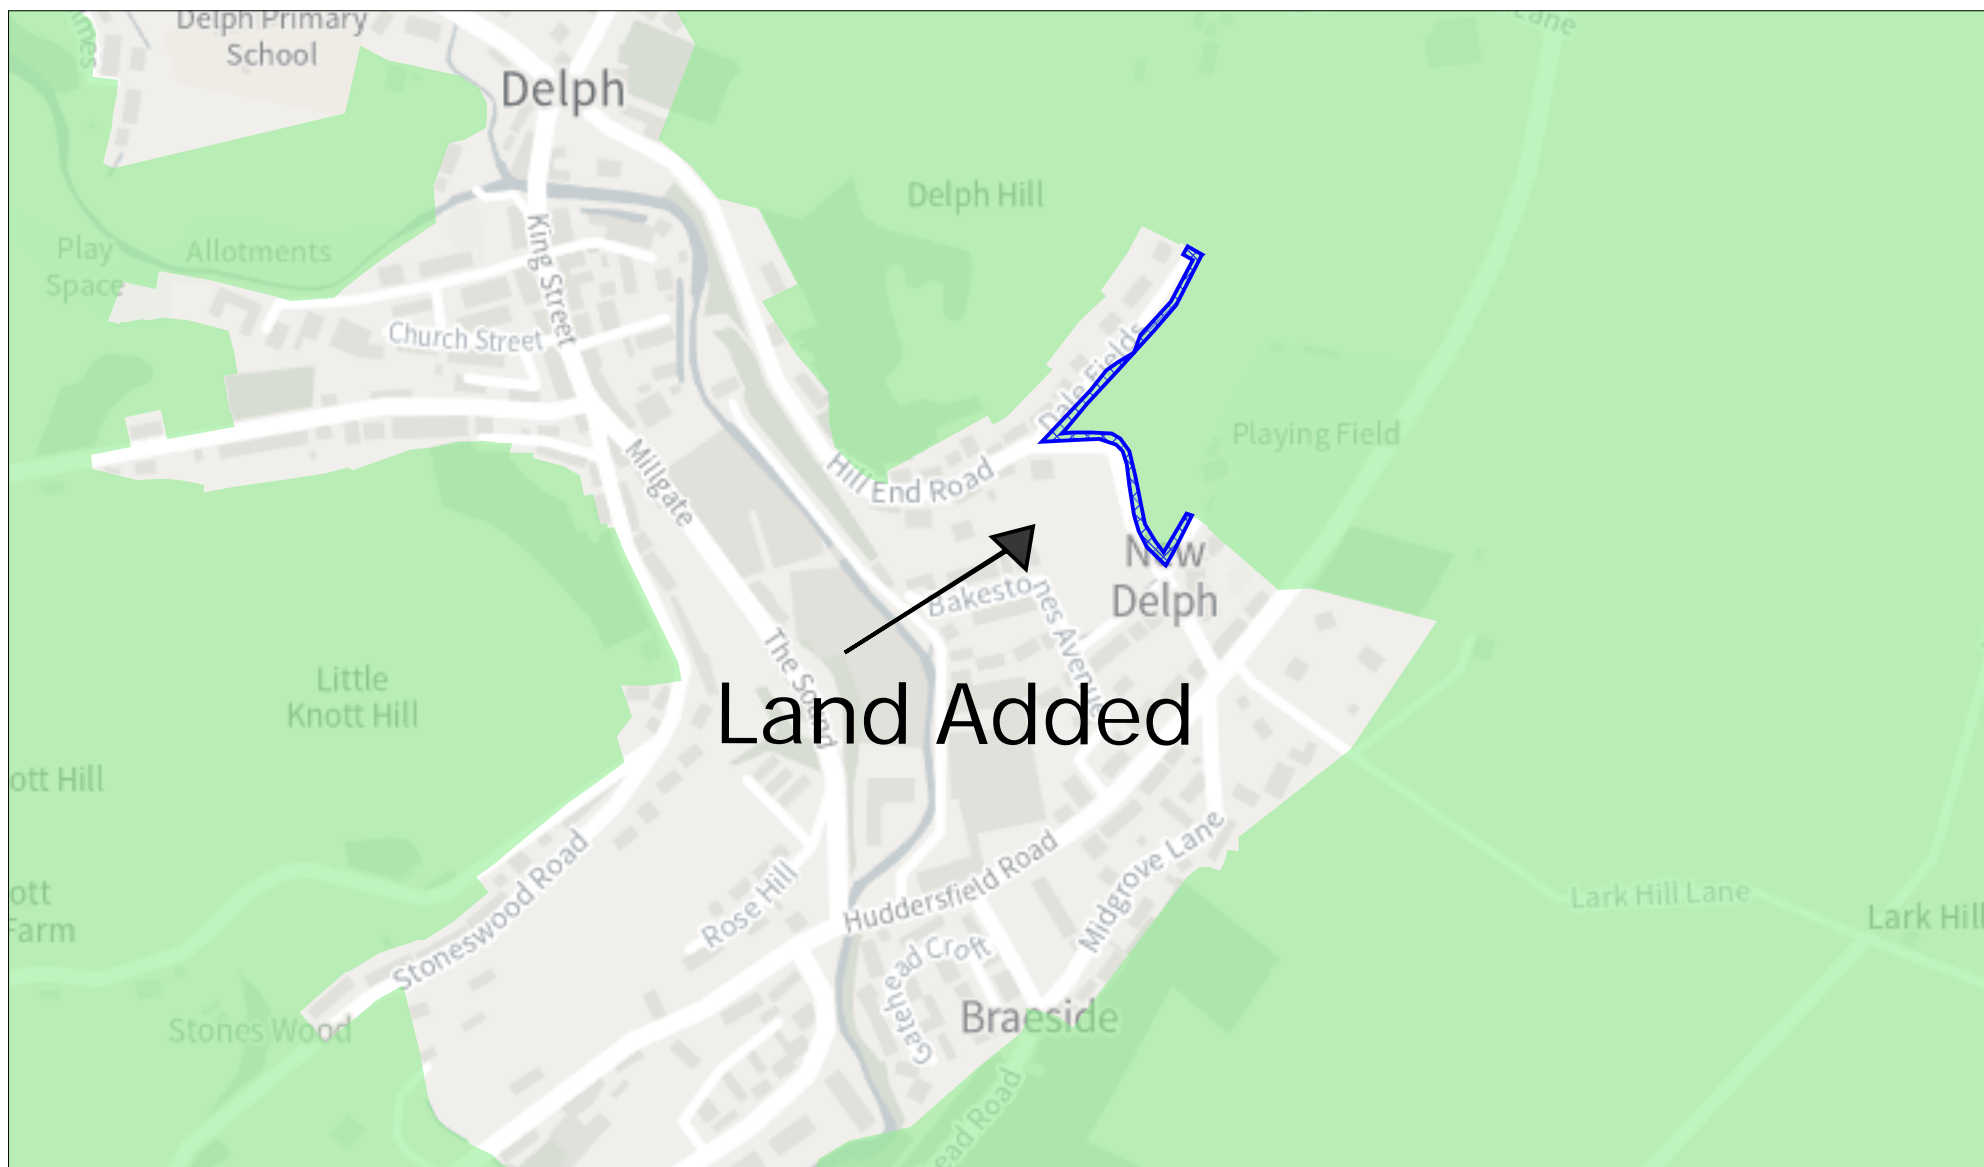 Delph Primary
School
Lane
Delph
Delph Hill
Play
Space
Allotments
King Street
Church Street
Dale Fields
Playing Field
Millgate
Hill End Road
New
Delph
Bakestones Avenue
The Sound
Land Added
Little
Knott Hill
ott Hill
ott
Farm
Stoneswood Road
Rose Hill
Huddersfield Road
Midgrove Lane
Lark Hill Lane
Lark Hill
Gatehead Croft
Braeside
Stones Wood
ead Road